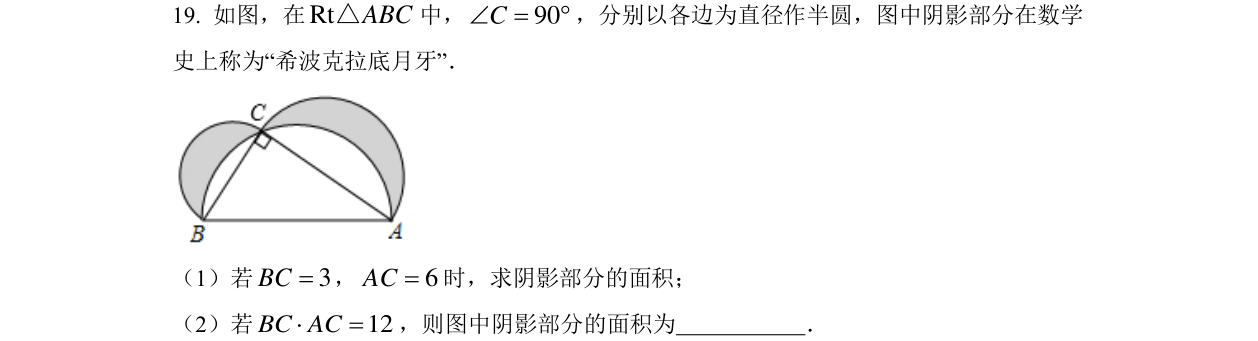 19. 如图，在Rt△ABC中，∠C=90°，分别以各边为直径作半圆，图中阴影部分在数学
史上称为“希波克拉底月牙”．
C
B
A
（1）若BC=3，AC=6时，求阴影部分的面积；
（2）若BC·AC=12，则图中阴影部分的面积为___________．